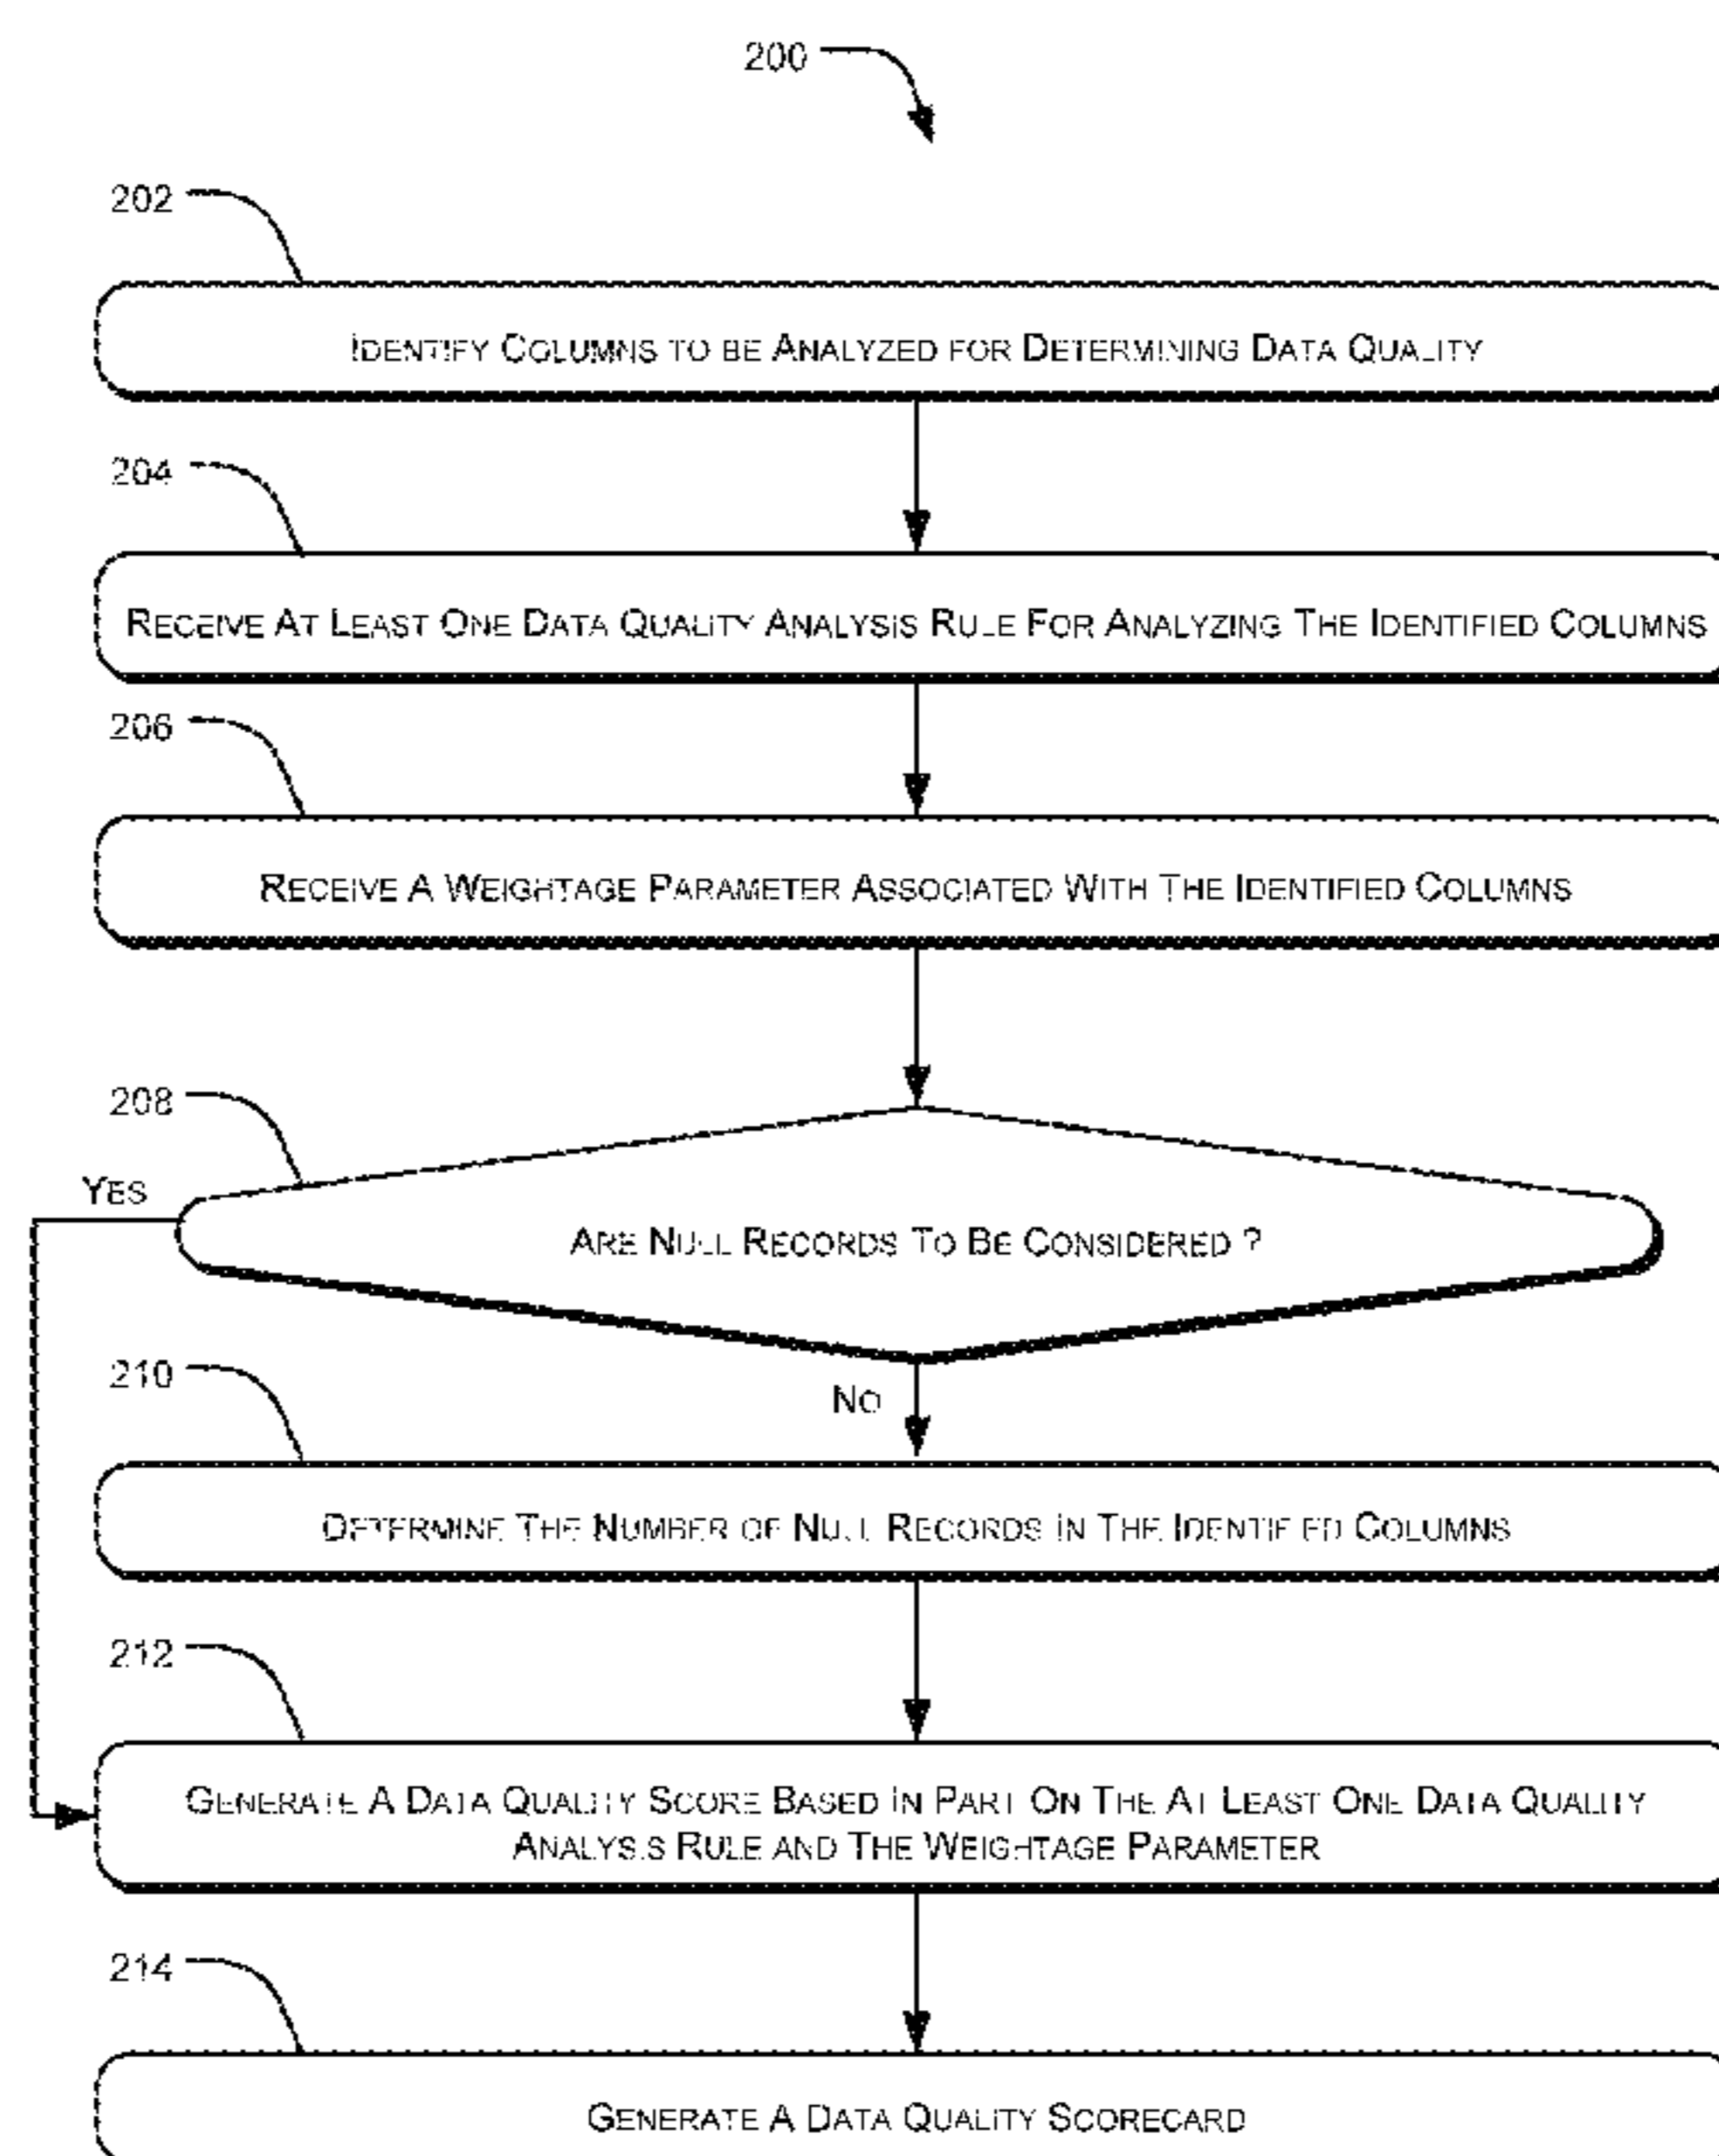 200
202
IDENTIFY COLUMNS TO BE ANALYZED FOR DETERMINING DATA QUALITY
204
RECEIVE AT LEAST ONE DATA QUALITY ANALYSIS RULE FOR ANALYZING THE IDENTIFIED COLUMNS
206
RECEIVE A WEIGHTAGE PARAMETER ASSOCIATED WITH THE IDENTIFIED COLUMNS
208
YES
ARE NULL RECORDS TO BE CONSIDERED ?
210
NO
DETERMINE THE NUMBER OF NULL RECORDS IN THE IDENTIFIED COLUMNS
212
GENERATE A DATA QUALITY SCORE BASED IN PART ON THE AT LEAST ONE DATA QUALITY
ANALYSIS RULE AND THE WEIGHTAGE PARAMETER
214
GENERATE A DATA QUALITY SCORECARD